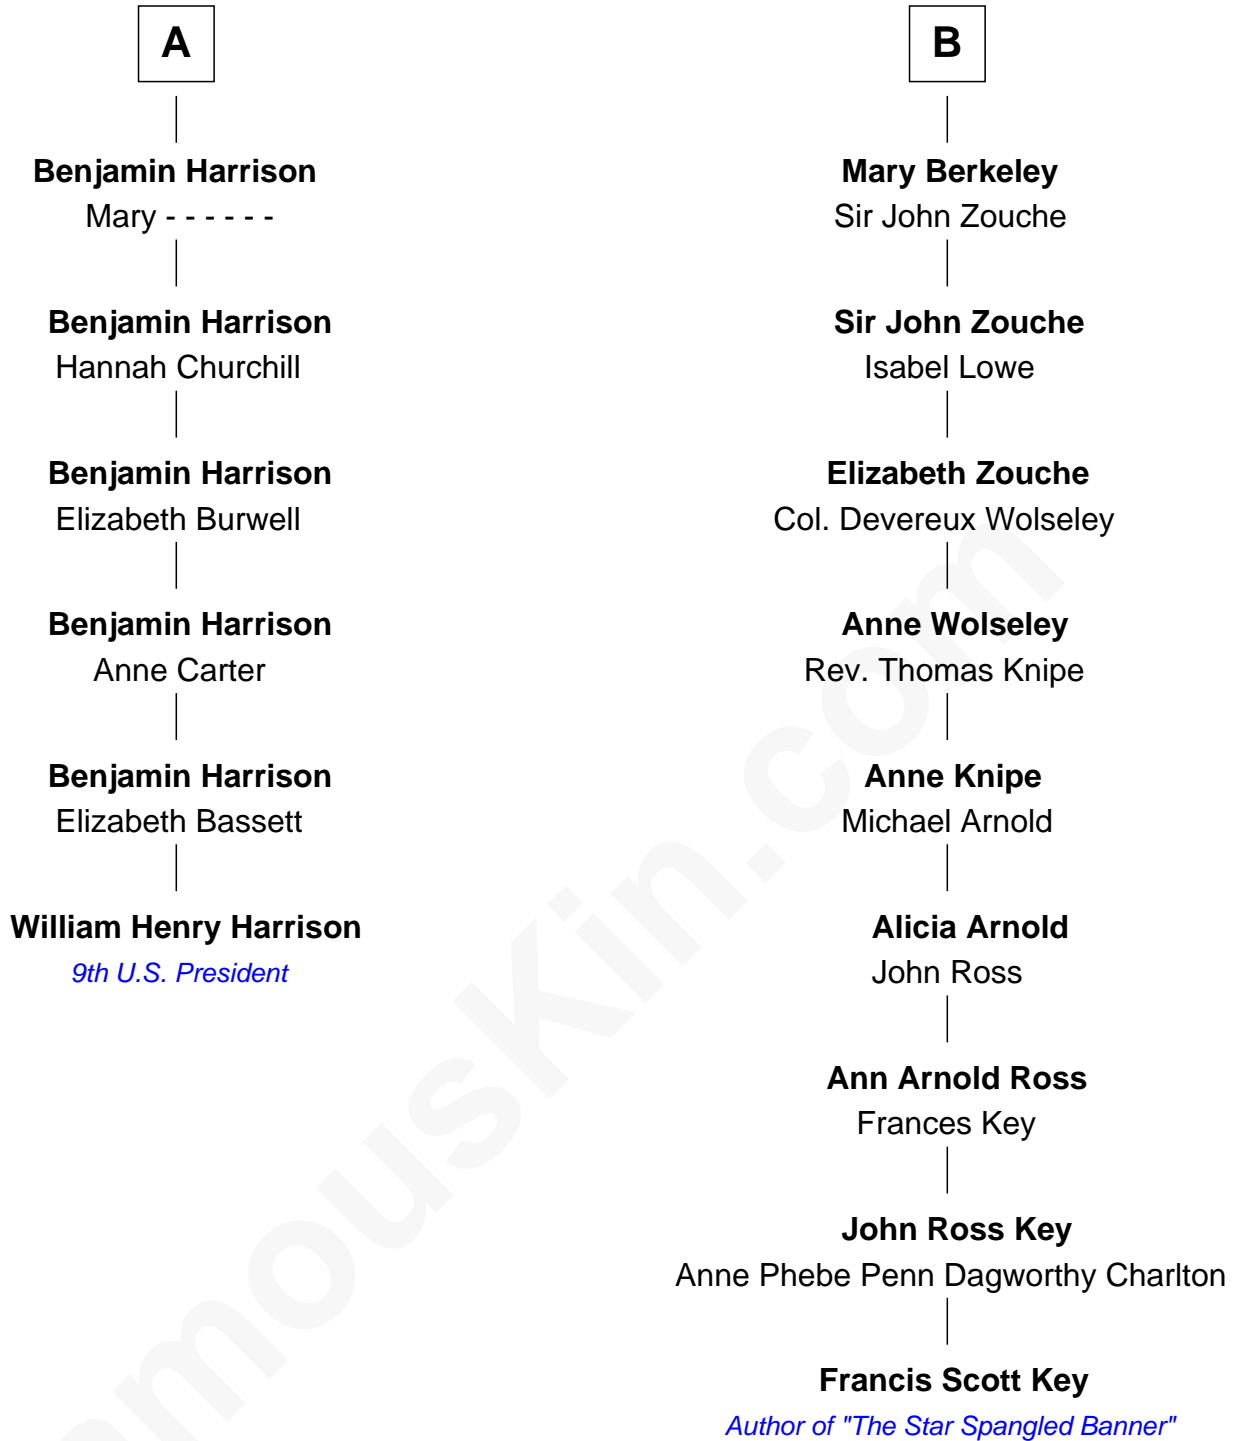 A
Benjamin Harrison
Mary - - - - - -
Benjamin Harrison
Hannah Churchill
Benjamin Harrison
Elizabeth Burwell
Benjamin Harrison
Anne Carter
Benjamin Harrison
Elizabeth Bassett
William Henry Harrison
9th U.S. President
B
Mary Berkeley
Sir John Zouche
Sir John Zouche
Isabel Lowe
Elizabeth Zouche
Col. Devereux Wolseley
Anne Wolseley
Rev. Thomas Knipe
Anne Knipe
Michael Arnold
Alicia Arnold
John Ross
Ann Arnold Ross
Frances Key
John Ross Key
Anne Phebe Penn Dagworthy Charlton
Francis Scott Key
Author of "The Star Spangled Banner"
amousKin.com